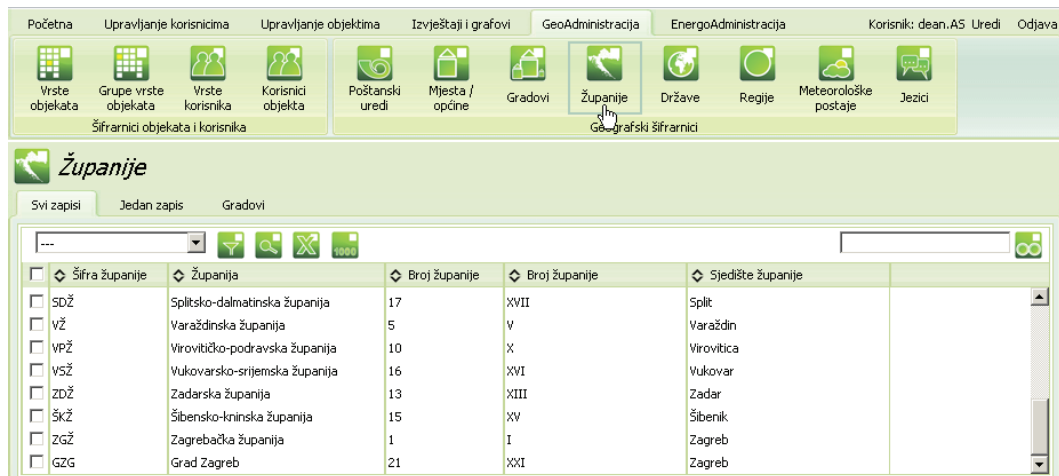 Početna Upravljanje korisnicima Upravljanje objektima Izvještaji i grafovi GeoAdministracija EnergoAdministracija Korisnik: dean.AS Uredi Odjava
Vrste objekata Grupe vrste objekata Vrste korisnika Korisnici objekta Poštanski uredi Mjesta / općine Gradovi Županije Države Regije Meteorološke postaje Jezici
Šifrarnici objekata i korisnika Geografski šifrarnici
Županije
Svi zapisi Jedan zapis Gradovi
--- 1000
Šifra županije Županija Broj županije Broj županije Sjedište županije
SDŽ Splitsko-dalmatinska županija 17 XVII Split
VŽ Varaždinska županija 5 V Varaždin
VPŽ Virovitičko-podravska županija 10 X Virovitica
VSŽ Vukovarsko-srijemska županija 16 XVI Vukovar
ZDŽ Zadarska županija 13 XIII Zadar
ŠKŽ Šibensko-kninska županija 15 XV Šibenik
ZGŽ Zagrebačka županija 1 I Zagreb
GZG Grad Zagreb 21 XXI Zagreb